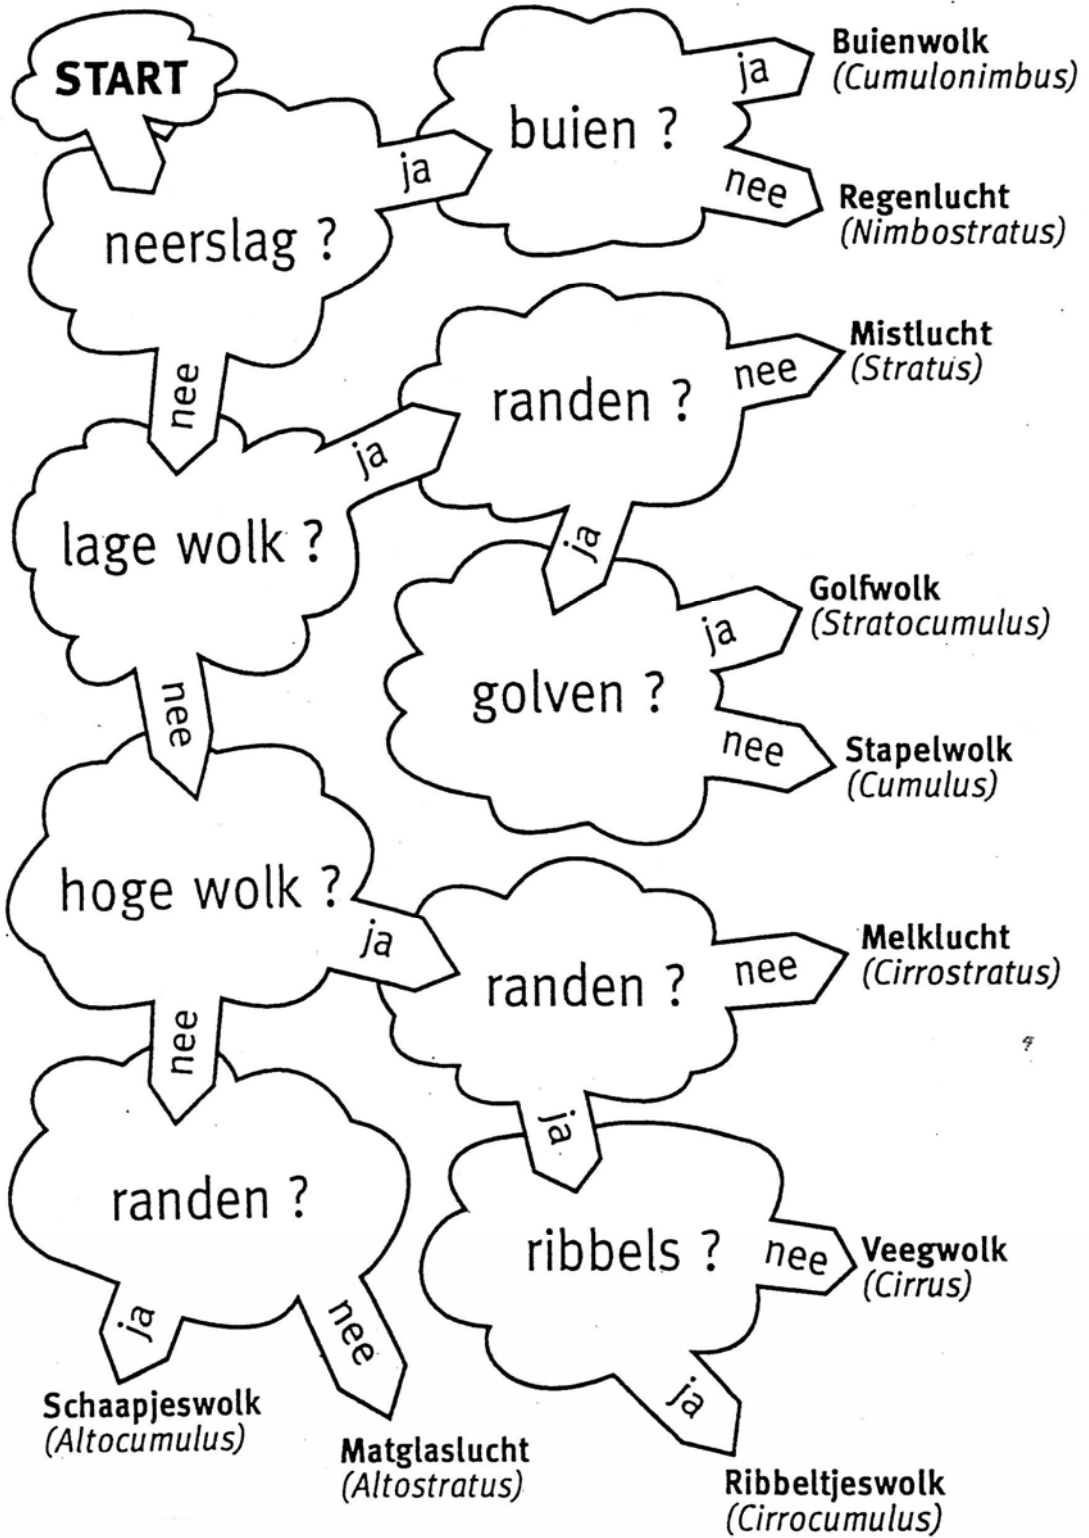 START
neerslag ?
ja
buien ?
ja
Buienwolk
(Cumulonimbus)
nee
Regenlucht
(Nimbostratus)
nee
lage wolk ?
ja
randen ?
nee
Mistlucht
(Stratus)
ja
golven ?
ja
Golfwolk
(Stratocumulus)
nee
Stapelwolk
(Cumulus)
nee
hoge wolk ?
ja
randen ?
nee
Melklucht
(Cirrostratus)
ja
ribbels ?
nee
Veegwolk
(Cirrus)
ja
Ribbeltjeswolk
(Cirrocumulus)
nee
randen ?
ja
Schaapjeswolk
(Altocumulus)
nee
Matglaslucht
(Altostratus)